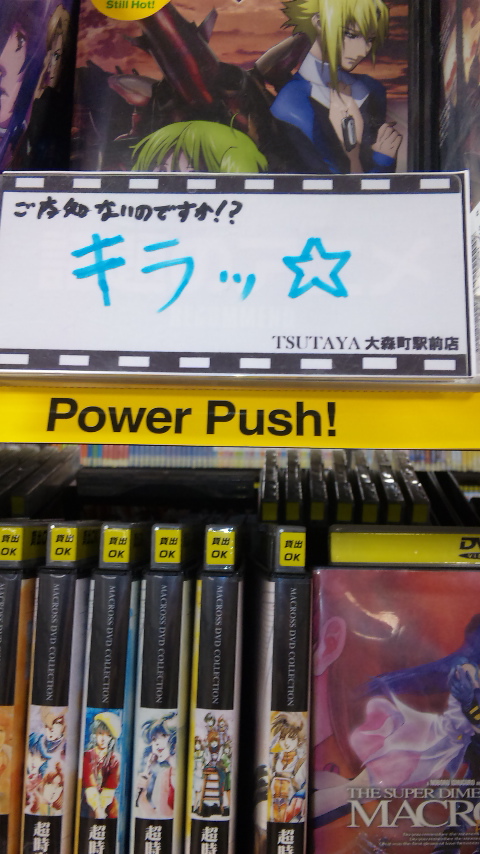 Still Hot!
ご存知ないのですか!?
キラッ☆
TSUTAYA 大森町駅前店
Power Push!
貸出OK
貸出OK
貸出OK
貸出OK
貸出OK
貸出OK
MACROSS DVD COLLECTION
MACROSS DVD COLLECTION
MACROSS DVD COLLECTION
MACROSS DVD COLLECTION
MACROSS DVD COLLECTION
超時
超時
超時
超時
超時
THE SUPER DIME
MACRO